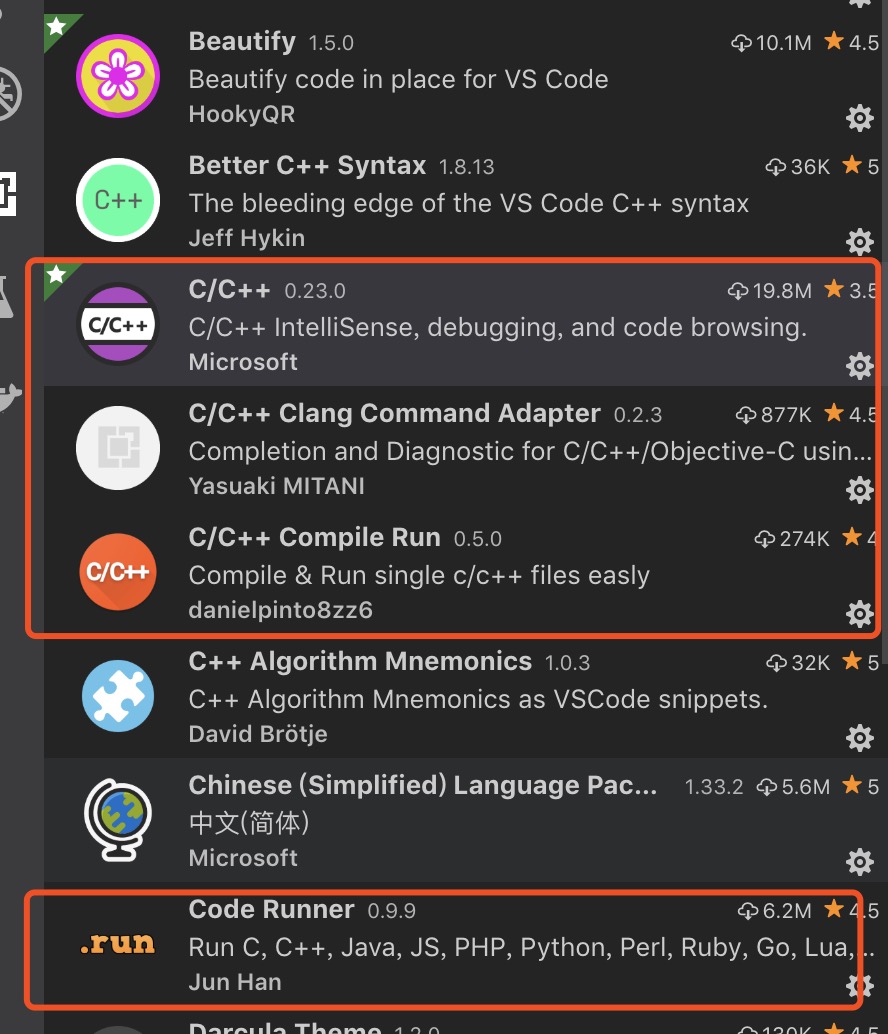 Beautify 1.5.0 10.1M 4.5
Beautify code in place for VS Code
HookyQR
C++
Better C++ Syntax 1.8.13 36K 5
The bleeding edge of the VS Code C++ syntax
Jeff Hykin
C/C++
C/C++ 0.23.0 19.8M 3.5
C/C++ IntelliSense, debugging, and code browsing.
Microsoft
C/C++ Clang Command Adapter 0.2.3 877K 4.5
Completion and Diagnostic for C/C++/Objective-C usin...
Yasuaki MITANI
C/C++
C/C++ Compile Run 0.5.0 274K 4
Compile & Run single c/c++ files easly
danielpinto8zz6
C++ Algorithm Mnemonics 1.0.3 32K 5
C++ Algorithm Mnemonics as VSCode snippets.
David Brötje
Chinese (Simplified) Language Pac... 1.33.2 5.6M 5
中文(简体)
Microsoft
.run
Code Runner 0.9.9 6.2M 4.5
Run C, C++, Java, JS, PHP, Python, Perl, Ruby, Go, Lua,...
Jun Han
Darcula Theme 1.2.0 130K 4.5